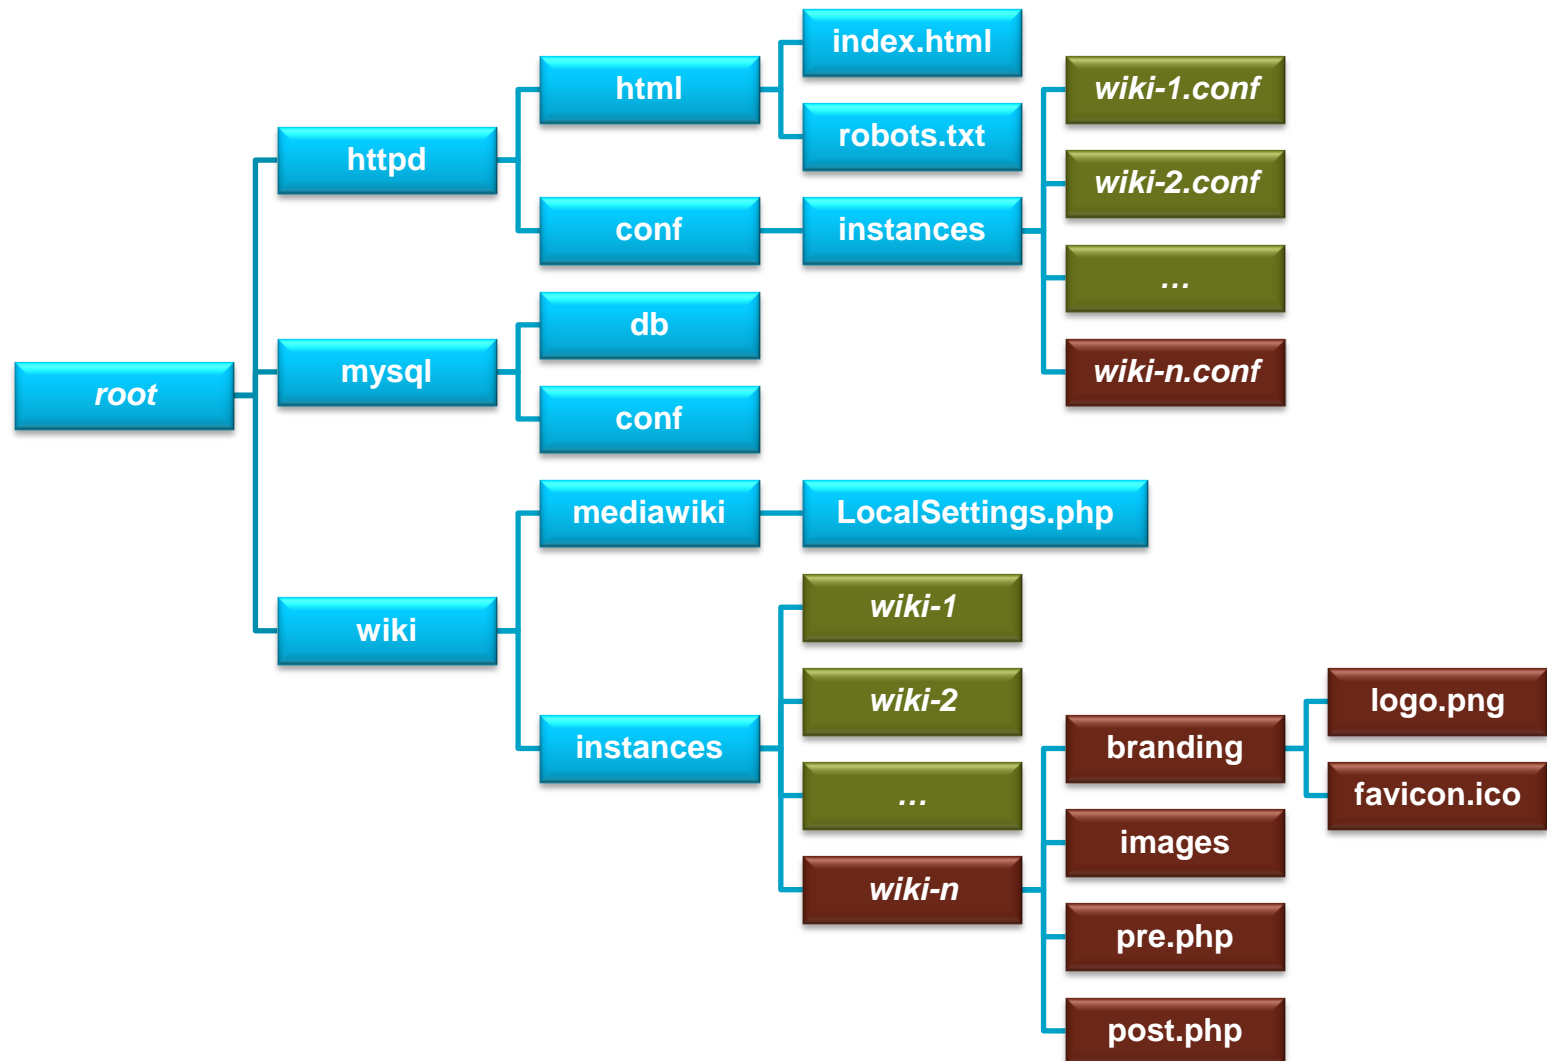 root
httpd
html
index.html
robots.txt
conf
instances
wiki-1.conf
wiki-2.conf
...
wiki-n.conf
mysql
db
conf
wiki
mediawiki
LocalSettings.php
instances
wiki-1
wiki-2
...
wiki-n
branding
logo.png
favicon.ico
images
pre.php
post.php